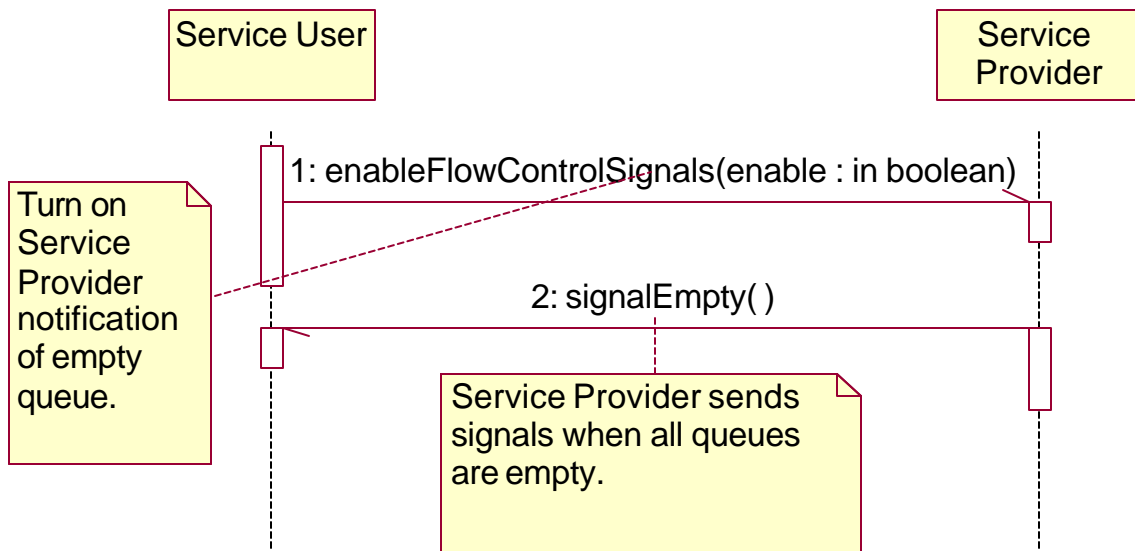 Service User
Service
Provider
1: enableFlowControlSignals(enable : in boolean)
Turn on
Service
Provider
notification
of empty
queue.
2: signalEmpty( )
Service Provider sends
signals when all queues
are empty.